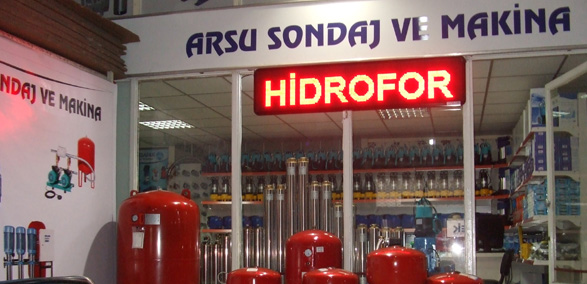 ARSU SONDAJ VE MAKİNA
HİDROFOR
NDAJ VE MAKİNA